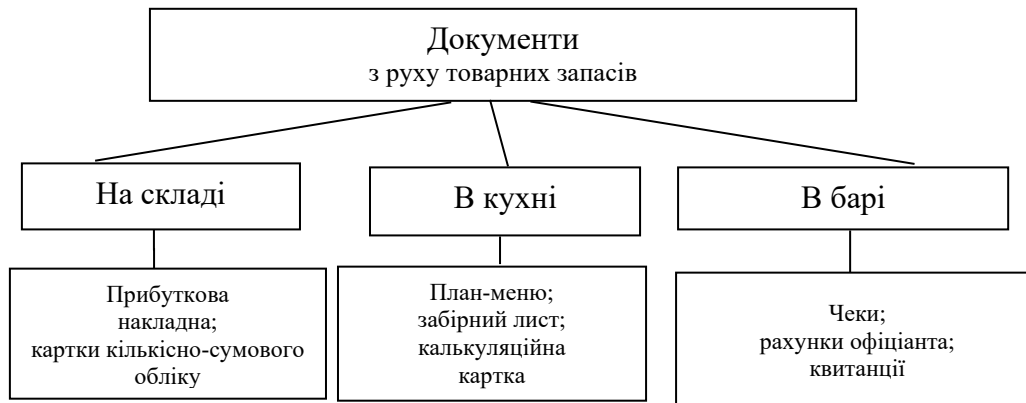 Документи
з руху товарних запасів
На складі
В кухні
В барі
Прибуткова
накладна;
картки кількісно-сумового
обліку
План-меню;
забірний лист;
калькуляційна
картка
Чеки;
рахунки офіціанта;
квитанції